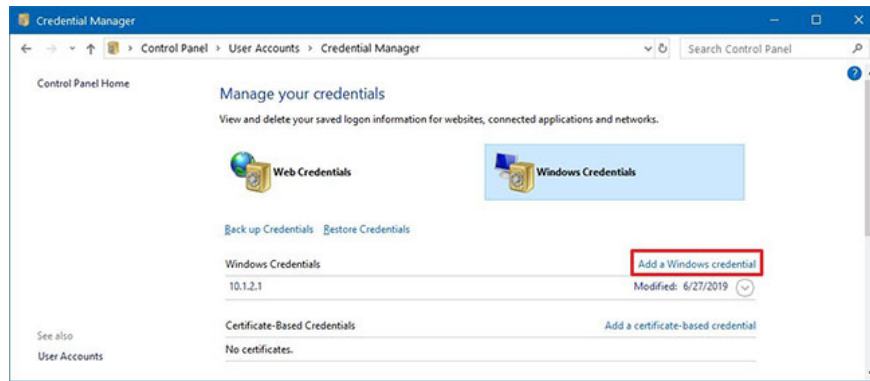 Credential Manager
Control Panel > User Accounts > Credential Manager
Search Control Panel
Control Panel Home
Manage your credentials
View and delete your saved logon information for websites, connected applications and networks.
Web Credentials
Windows Credentials
Back up Credentials Restore Credentials
Windows Credentials Add a Windows credential
10.1.2.1 Modified: 6/27/2019
Certificate-Based Credentials Add a certificate-based credential
No certificates.
See also
User Accounts